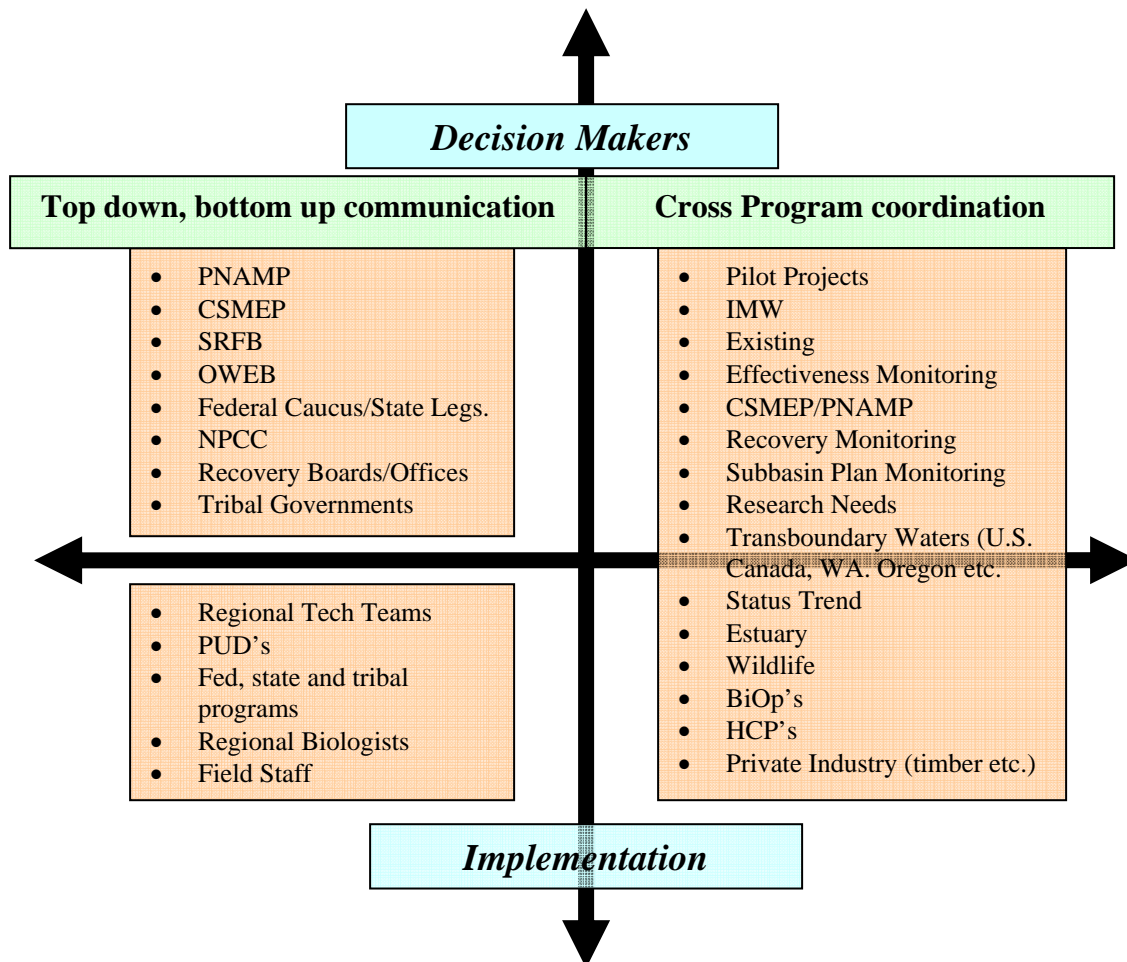 Decision Makers
Top down, bottom up communication
Cross Program coordination
• PNAMP
• CSMEP
• SRFB
• OWEB
• Federal Caucus/State Legs.
• NPCC
• Recovery Boards/Offices
• Tribal Governments
• Regional Tech Teams
• PUD’s
• Fed, state and tribal
programs
• Regional Biologists
• Field Staff
• Pilot Projects
• IMW
• Existing
• Effectiveness Monitoring
• CSMEP/PNAMP
• Recovery Monitoring
• Subbasin Plan Monitoring
• Research Needs
• Transboundary Waters (U.S.
Canada, WA. Oregon etc.
• Status Trend
• Estuary
• Wildlife
• BiOp’s
• HCP’s
• Private Industry (timber etc.)
Implementation